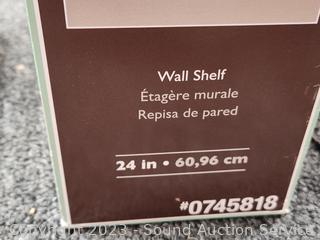 Wall Shelf
Étagère murale
Repisa de pared
24 in • 60,96 cm
#0745818
Copyright 2023 - Sound Auction Service